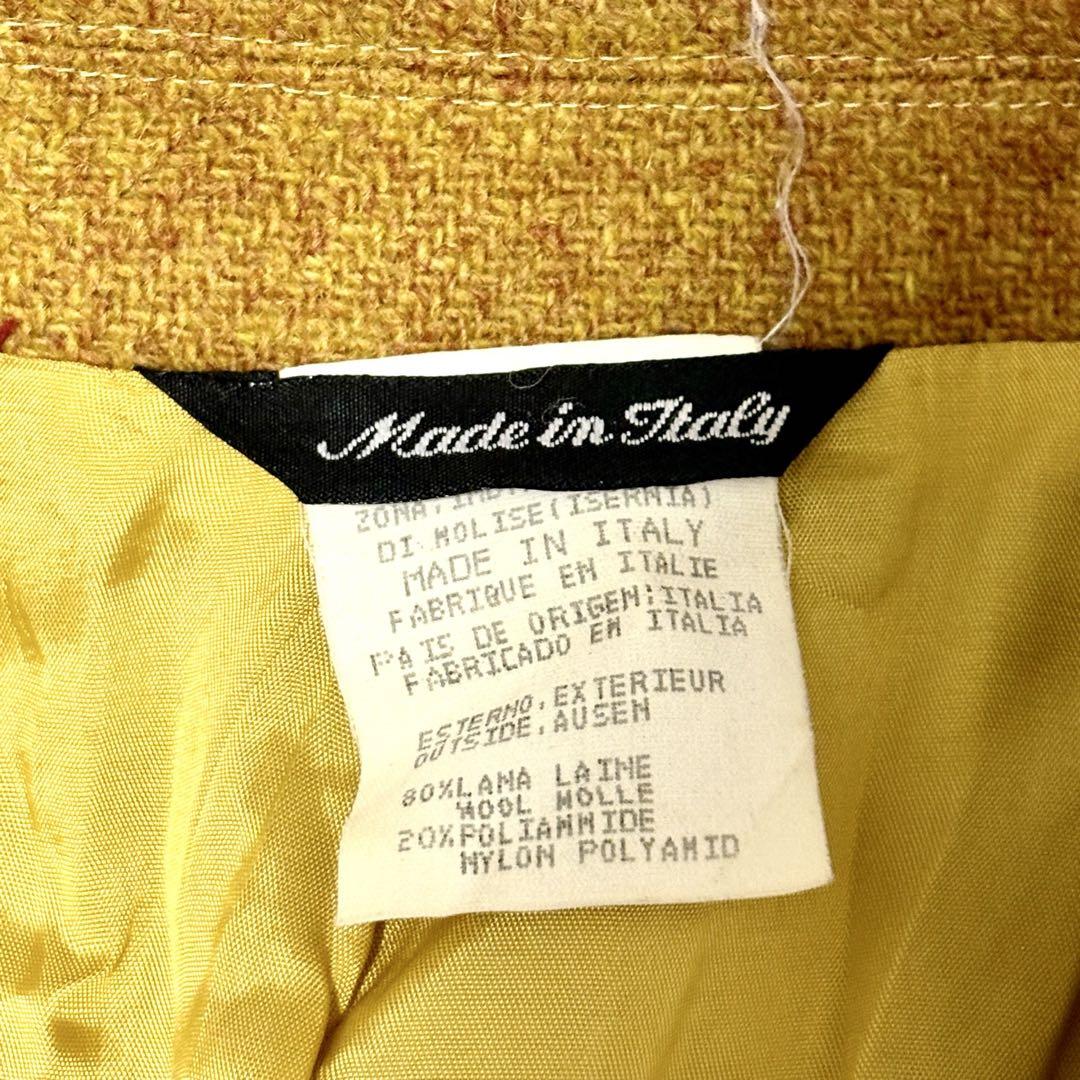 Made in Italy
DI MOLISE(ISERNIA)
MADE IN ITALY
FABRIQUE EN ITALIE
PAIS DE ORIGEN:ITALIA
FABRICADO EN ITALIA
ESTERNO,EXTERIEUR
OUTSIDE,AUSEN
80%LANA LAINE
WOOL WOLLE
20%POLIAMMIDE
NYLON POLYAMID